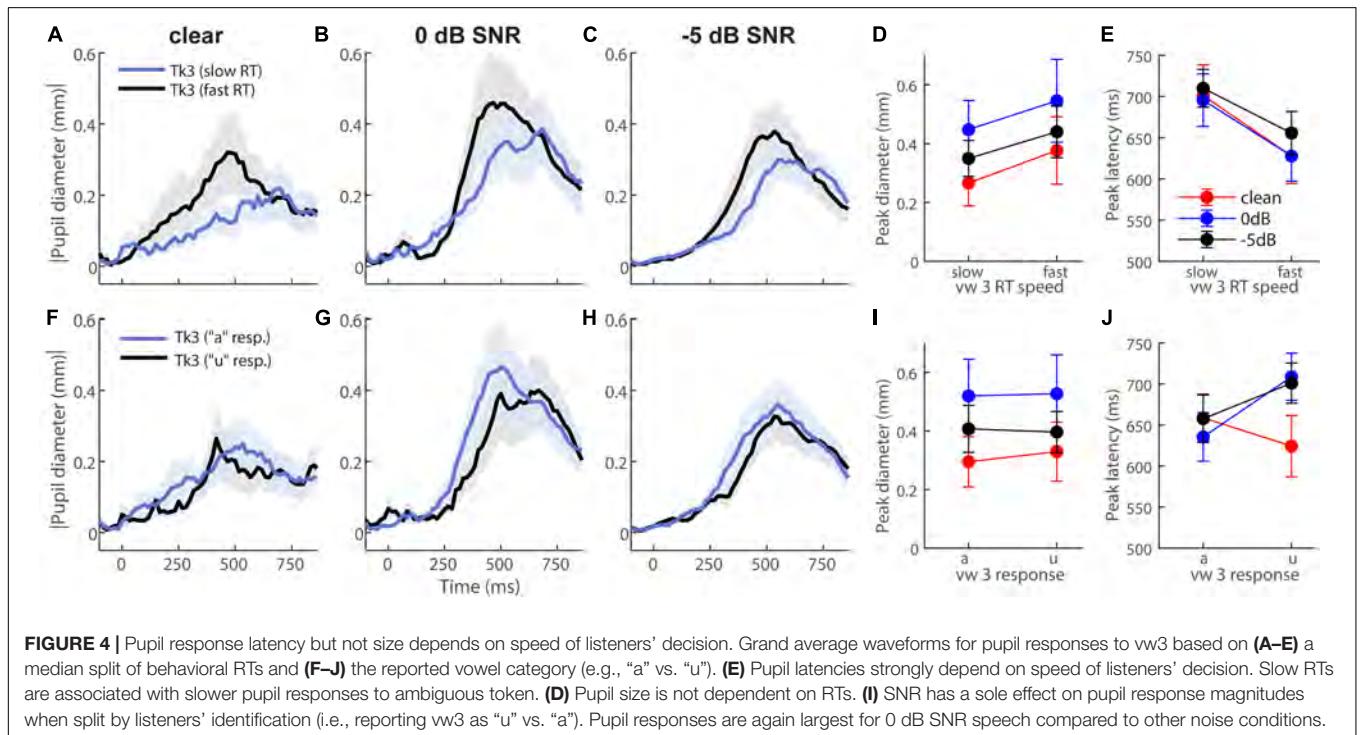 A clear
B 0 dB SNR
C -5 dB SNR
D
E
0.6
0.4
0.2
0
|Pupil diameter (mm)|
Tk3 (slow RT)
Tk3 (fast RT)
0.6
0.4
0.2
0
0.6
0.4
0.2
0
0.6
0.4
0.2
0
Peak diameter (mm)
slow fast
vw 3 RT speed
750
700
650
600
550
500
Peak latency (ms)
clean
0dB
-5dB
slow fast
vw 3 RT speed
F
G
H
I
J
0.6
0.4
0.2
0
|Pupil diameter (mm)|
Tk3 ("a" resp.)
Tk3 ("u" resp.)
0 250 500 750
0.6
0.4
0.2
0
0 250 500 750
Time (ms)
0.6
0.4
0.2
0
0 250 500 750
0.6
0.4
0.2
0
Peak diameter (mm)
a u
vw 3 response
750
700
650
600
550
500
Peak latency (ms)
a u
vw 3 response
FIGURE 4 | Pupil response latency but not size depends on speed of listeners' decision. Grand average waveforms for pupil responses to vw3 based on (A–E) a
median split of behavioral RTs and (F–J) the reported vowel category (e.g., “a” vs. “u”). (E) Pupil latencies strongly depend on speed of listeners' decision. Slow RTs
are associated with slower pupil responses to ambiguous token. (D) Pupil size is not dependent on RTs. (I) SNR has a sole effect on pupil response magnitudes
when split by listeners' identification (i.e., reporting vw3 as “u” vs. “a”). Pupil responses are again largest for 0 dB SNR speech compared to other noise conditions.